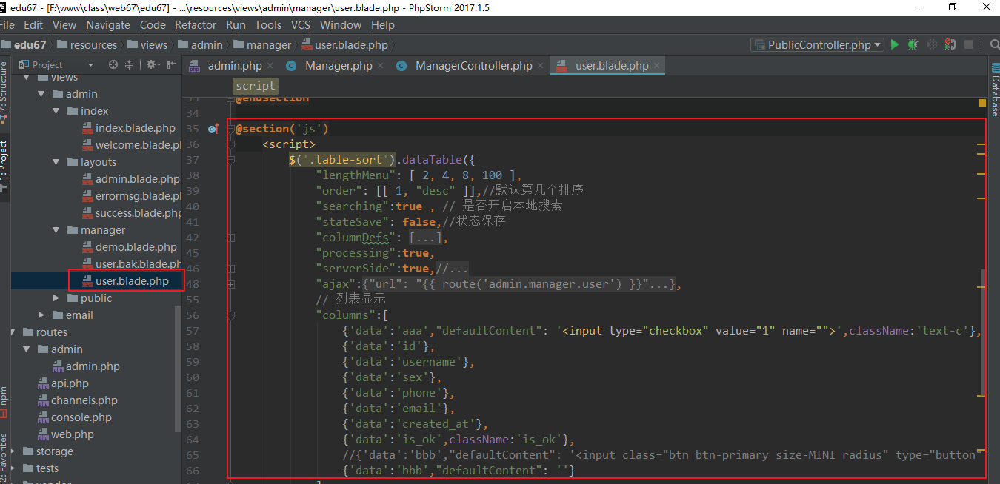 edu67 - [F:\www\class\web67\edu67] - ...\resources\views\admin\manager\user.blade.php - PhpStorm 2017.1.5
File Edit View Navigate Code Refactor Run Tools VCS Window Help
edu67 resources views admin manager user.blade.php PublicController.php
Project
admin.php Manager.php ManagerController.php user.blade.php
script
7: Structure
1: Project
npm
2: Favorites
Database
views
admin
index
index.blade.php
welcome.blade.p
layouts
admin.blade.php
errormsg.blade.p
success.blade.php
manager
demo.blade.php
user.bak.blade.ph
user.blade.php
public
email
routes
admin
admin.php
api.php
channels.php
console.php
web.php
storage
tests
vendor
33 @endsection
34
35 @section('js')
36 <script>
37 $('.table-sort').dataTable({
38 "lengthMenu": [ 2, 4, 8, 100 ],
39 "order": [[ 1, "desc" ]],//默认第几个排序
40 "searching":true , // 是否开启本地搜索
41 "stateSave": false,//状态保存
42 "columnDefs": [...],
45 "processing":true,
46 "serverSide":true,//...
48 "ajax":{"url": "{{ route('admin.manager.user') }}"...},
55 // 列表显示
56 "columns":[
57 {'data':'aaa',"defaultContent": '<input type="checkbox" value="1" name="">',className:'text-c'},
58 {'data':'id'},
59 {'data':'username'},
60 {'data':'sex'},
61 {'data':'phone'},
62 {'data':'email'},
63 {'data':'created_at'},
64 {'data':'is_ok',className:'is_ok'},
65 //{'data':'bbb',"defaultContent": '<input class="btn btn-primary size-MINI radius" type="button"
66 {'data':'bbb',"defaultContent": ''}